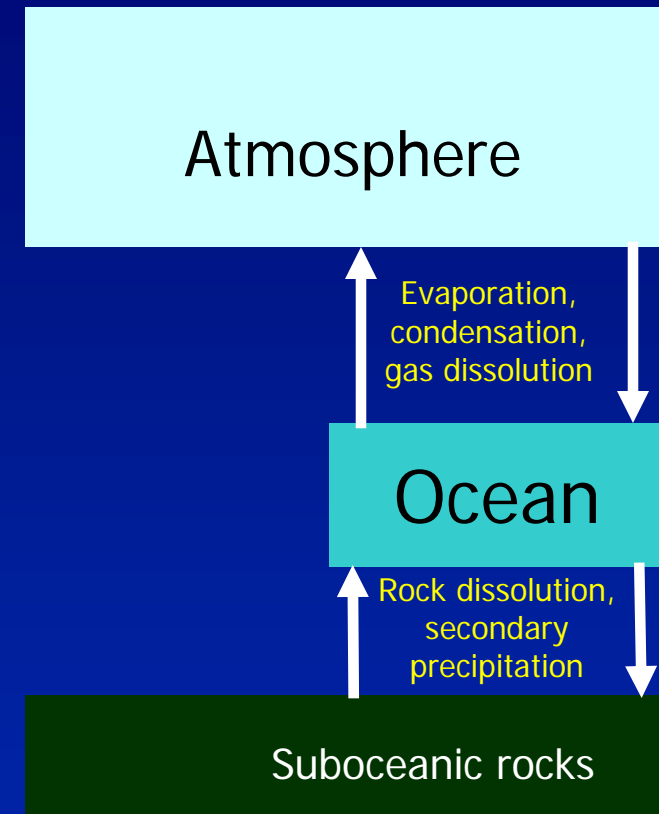 Atmosphere
Evaporation,
condensation,
gas dissolution
Ocean
Rock dissolution,
secondary
precipitation
Suboceanic rocks